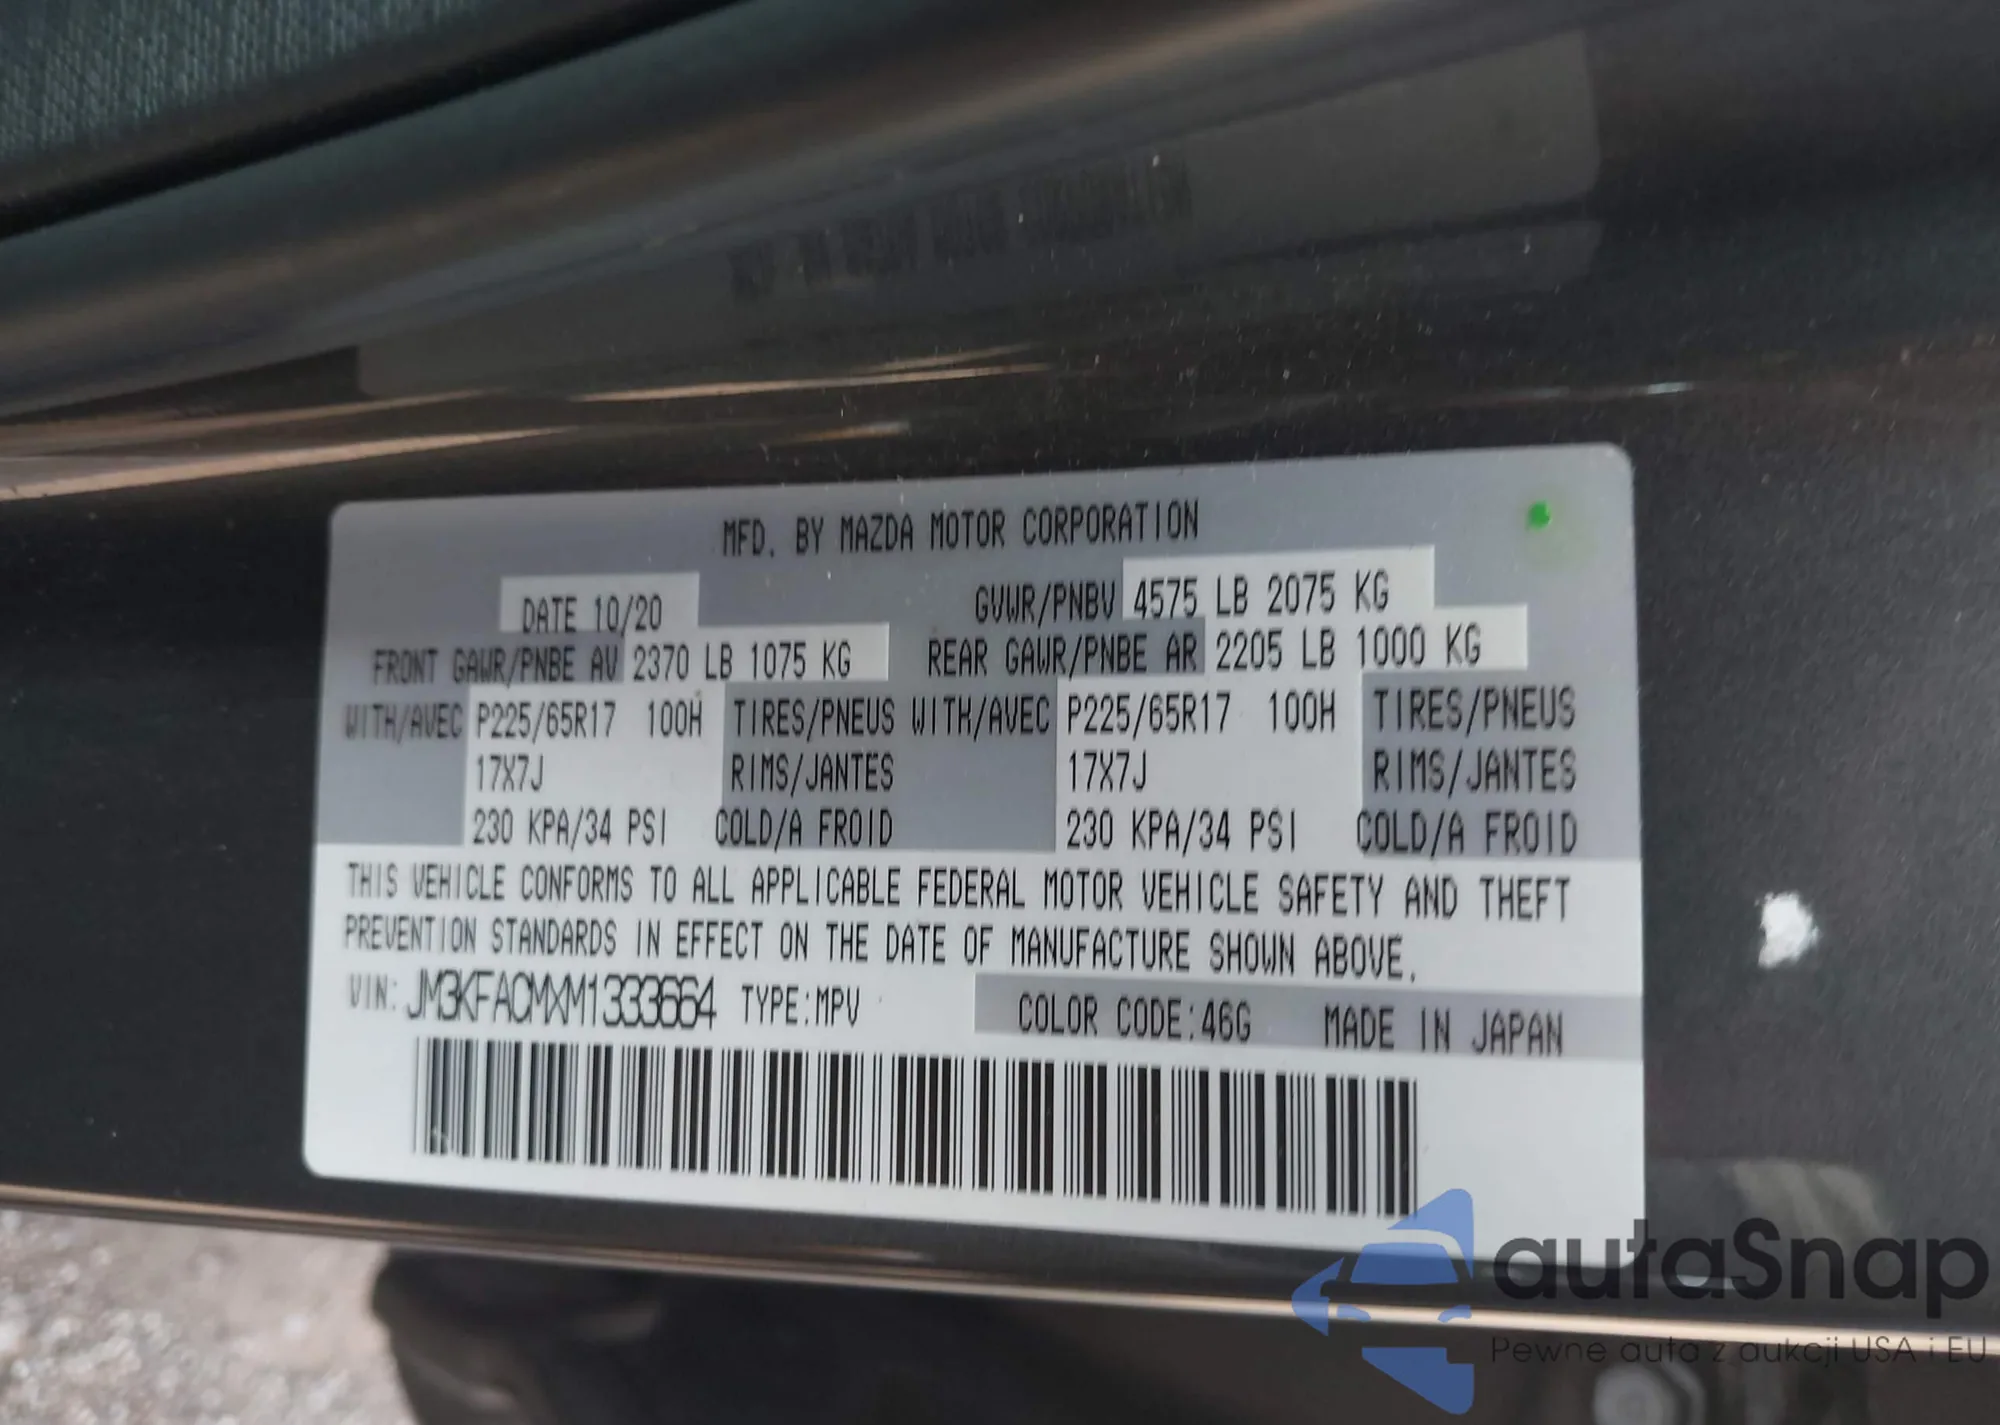 MFD. BY MAZDA MOTOR CORPORATION
DATE 10/20 GVWR/PNBV 4575 LB 2075 KG
FRONT GAWR/PNBE AV 2370 LB 1075 KG REAR GAWR/PNBE AR 2205 LB 1000 KG
WITH/AVEC P225/65R17 100H TIRES/PNEUS WITH/AVEC P225/65R17 100H TIRES/PNEUS
17X7J RIMS/JANTES 17X7J RIMS/JANTES
230 KPA/34 PSI COLD/A FROID 230 KPA/34 PSI COLD/A FROID
THIS VEHICLE CONFORMS TO ALL APPLICABLE FEDERAL MOTOR VEHICLE SAFETY AND THEFT
PREVENTION STANDARDS IN EFFECT ON THE DATE OF MANUFACTURE SHOWN ABOVE.
VIN: JM3KFACMXM1333664 TYPE:MPV COLOR CODE:46G MADE IN JAPAN
autaSnap
Pewne auta z aukcji USA i EU